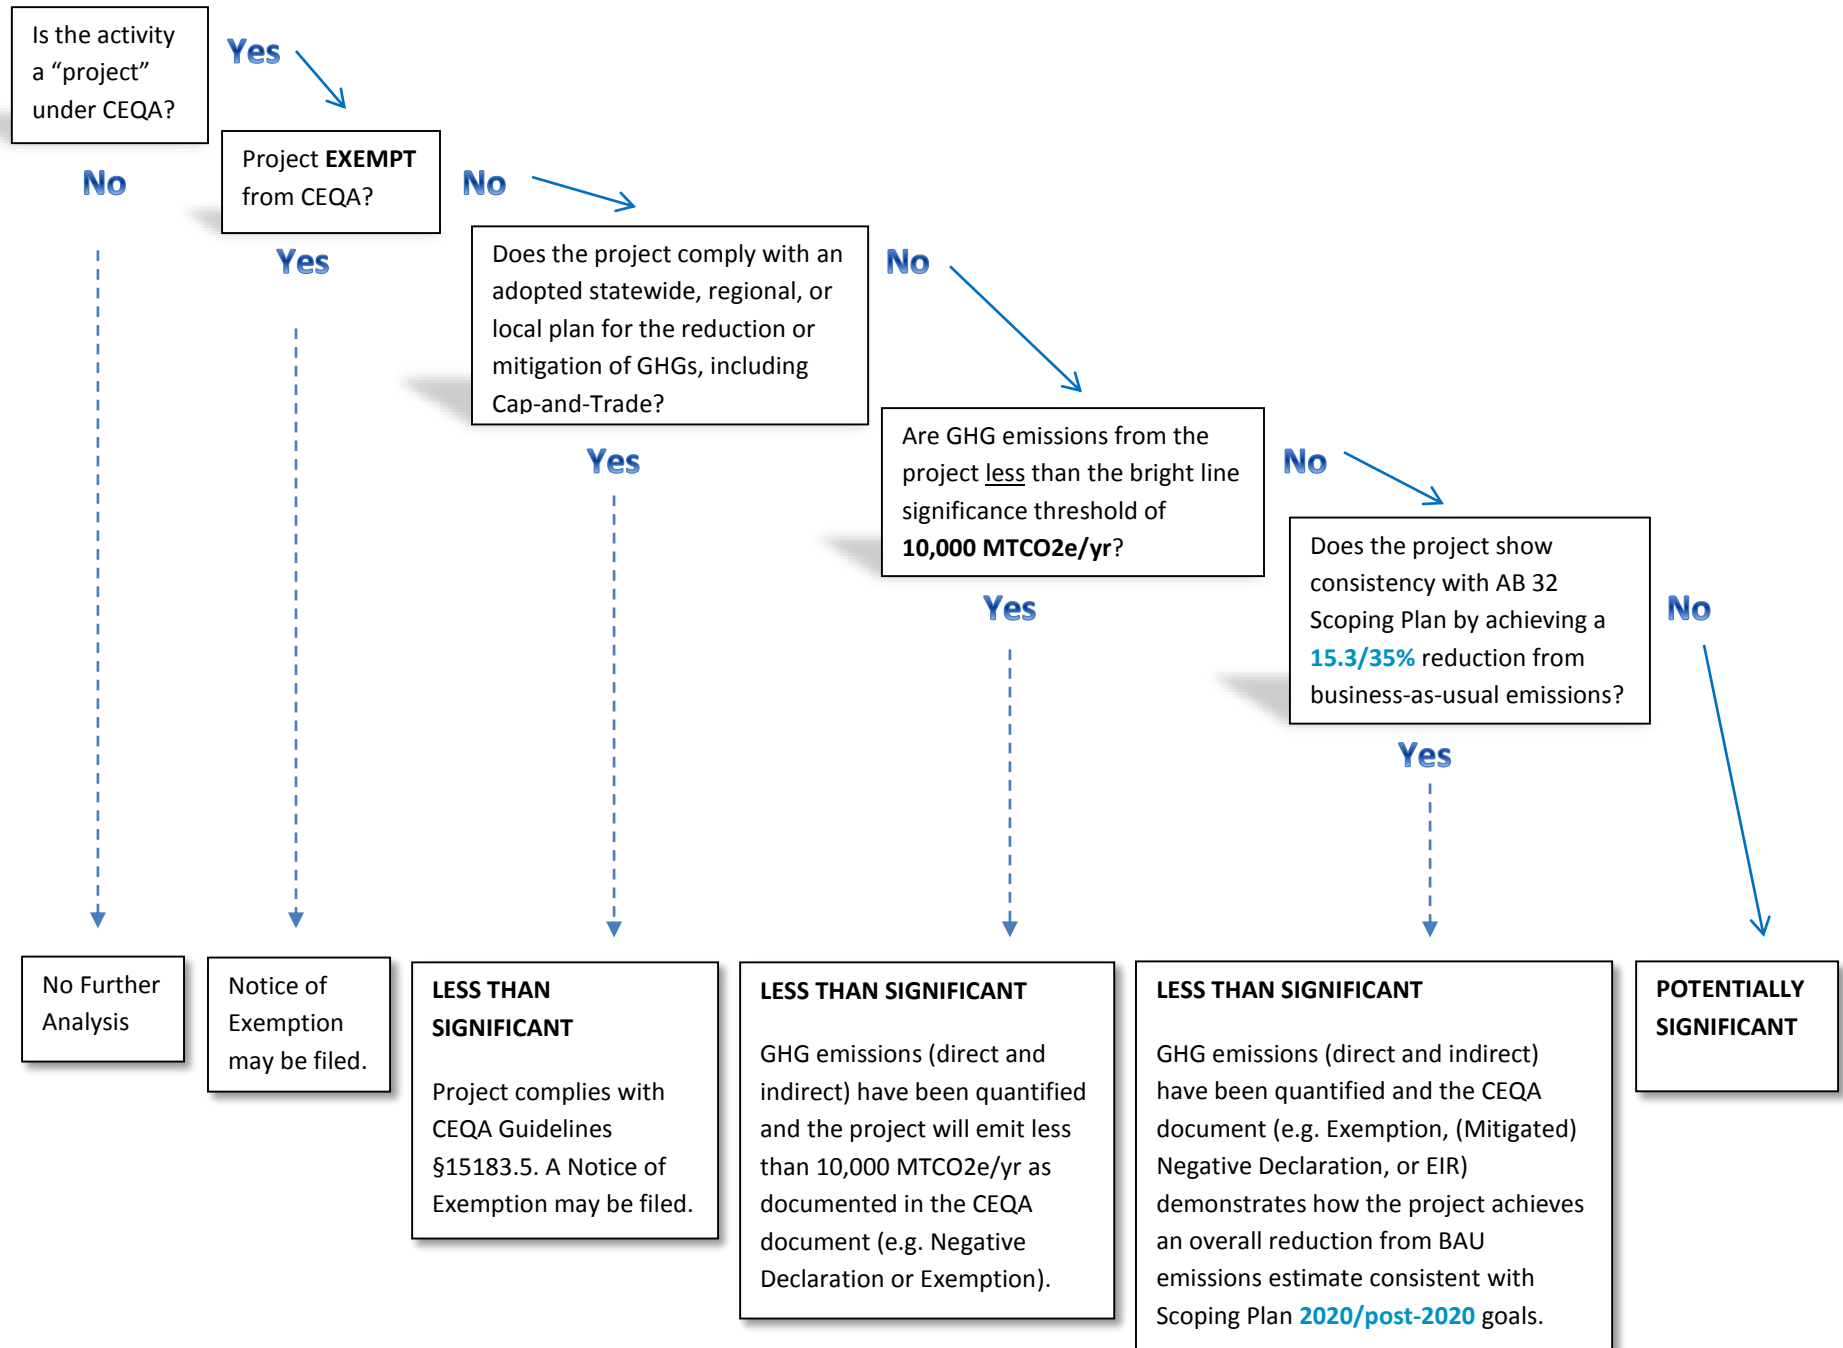 Is the activity
a “project”
under CEQA?
Yes
No
Project EXEMPT
from CEQA?
No
Yes
Does the project comply with an
adopted statewide, regional, or
local plan for the reduction or
mitigation of GHGs, including
Cap-and-Trade?
No
Yes
Are GHG emissions from the
project less than the bright line
significance threshold of
10,000 MTCO2e/yr?
No
Yes
Does the project show
consistency with AB 32
Scoping Plan by achieving a
15.3/35% reduction from
business-as-usual emissions?
No
Yes
No Further
Analysis
Notice of
Exemption
may be filed.
LESS THAN
SIGNIFICANT
Project complies with
CEQA Guidelines
§15183.5. A Notice of
Exemption may be filed.
LESS THAN SIGNIFICANT
GHG emissions (direct and
indirect) have been quantified
and the project will emit less
than 10,000 MTCO2e/yr as
documented in the CEQA
document (e.g. Negative
Declaration or Exemption).
LESS THAN SIGNIFICANT
GHG emissions (direct and indirect)
have been quantified and the CEQA
document (e.g. Exemption, (Mitigated)
Negative Declaration, or EIR)
demonstrates how the project achieves
an overall reduction from BAU
emissions estimate consistent with
Scoping Plan 2020/post-2020 goals.
POTENTIALLY
SIGNIFICANT